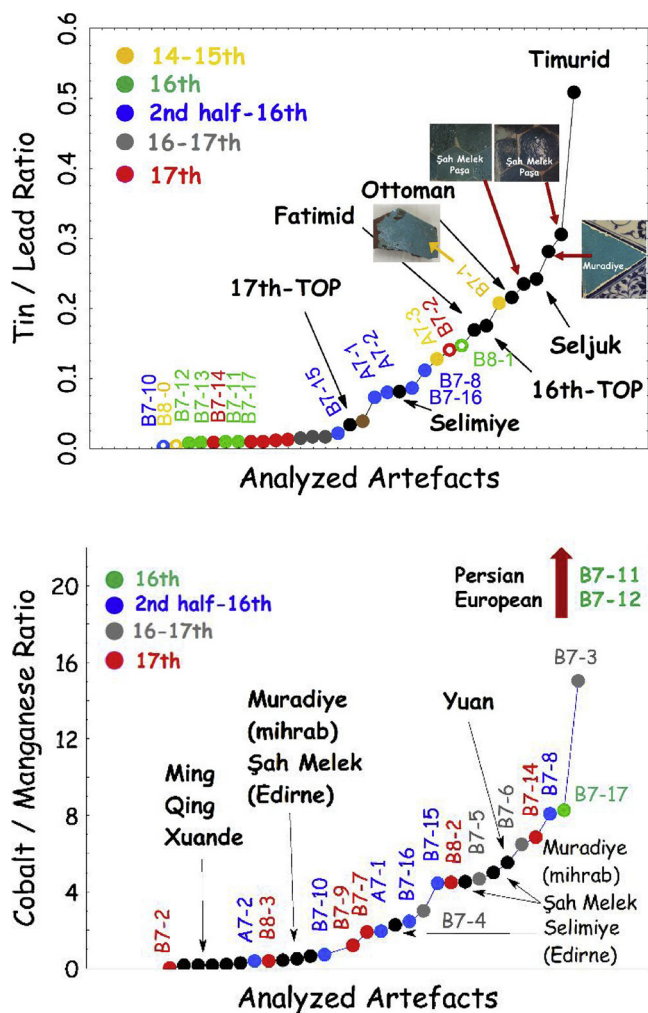 Tin / Lead Ratio
0.6
0.5
0.4
0.3
0.2
0.1
0.0
14-15th
16th
2nd half-16th
16-17th
17th
Timurid
Şah Melek
Paşa
Şah Melek
Paşa
Ottoman
Fatimid
Muradiye
17th-TOP
B7-1
A7-3
B7-2
B8-1
Seljuk
16th-TOP
B7-8
B7-16
Selimiye
A7-1
A7-2
B7-15
B7-10
B8-0
B7-12
B7-13
B7-14
B7-11
B7-17
Analyzed Artefacts
Cobalt / Manganese Ratio
20
16
12
8
4
0
16th
2nd half-16th
16-17th
17th
Persian
European
B7-11
B7-12
B7-3
Muradiye
(mihrab)
Şah Melek
(Edirne)
Yuan
Ming
Qing
Xuande
B7-2
A7-2
B8-3
B7-10
B7-9
B7-7
A7-1
B7-16
B7-15
B8-2
B7-5
B7-6
B7-14
B7-8
B7-17
B7-4
Muradiye
(mihrab)
Şah Melek
Selimiye
(Edirne)
Analyzed Artefacts